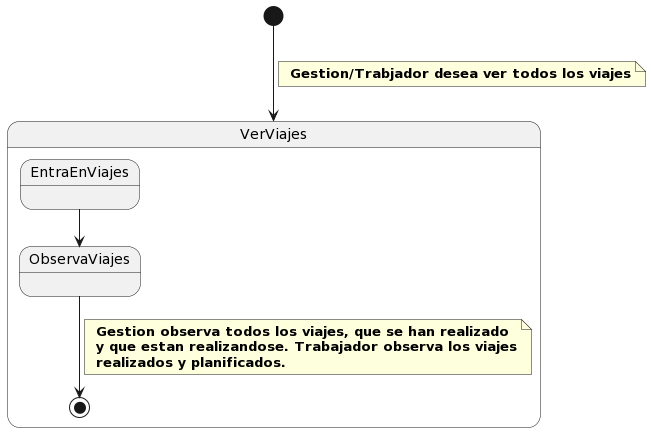 Gestion/Trabjador desea ver todos los viajes
VerViajes
EntraEnViajes
ObservaViajes
Gestion observa todos los viajes, que se han realizado
y que estan realizandose. Trabajador observa los viajes
realizados y planificados.